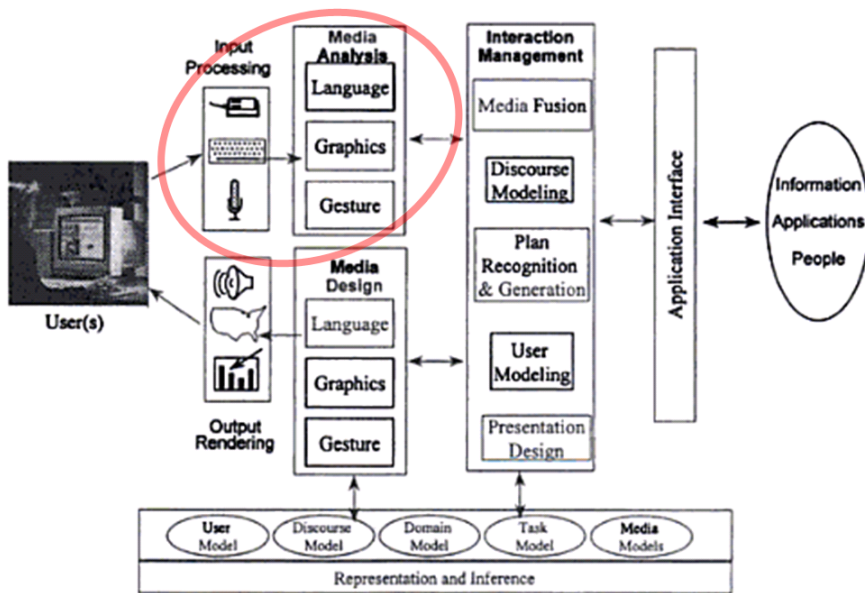 Input
Processing
Media
Analysis
Language
Graphics
Gesture
Interaction
Management
Media Fusion
Discourse
Modeling
Plan
Recognition
& Generation
User
Modeling
Presentation
Design
Application Interface
Information
Applications
People
User(s)
Media
Design
Language
Graphics
Gesture
Output
Rendering
User
Model
Discourse
Model
Domain
Model
Task
Model
Media
Models
Representation and Inference